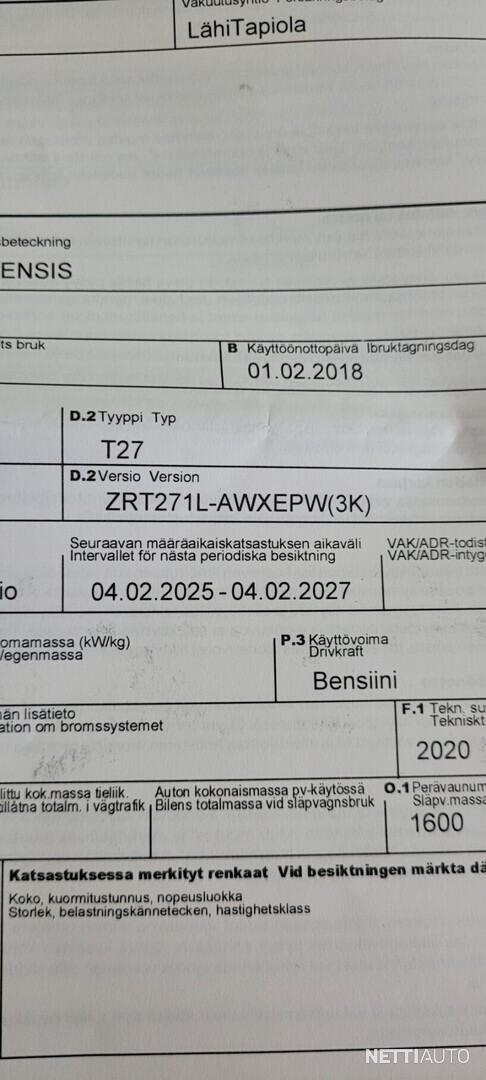 LähiTapiola
beteckning
ENSIS
ts bruk
B Käyttöönottopäivä Ibruktagningsdag
01.02.2018
D.2 Tyyppi Typ
T27
D.2 Versio Version
ZRT271L-AWXEPW(3K)
Seuraavan määräaikaiskatsastuksen aikaväli
Intervallet för nästa periodiska besiktning
VAK/ADR-todist
VAK/ADR-intyg
io
04.02.2025 - 04.02.2027
omamassa (kW/kg)
/egenmassa
P.3 Käyttövoima
Drivkraft
Bensiini
än lisätieto
ation om bromssystemet
F.1 Tekn. su
Tekniskt
2020
littu kok.massa tieliik.
tillåtna totalm. i vägtrafik
Auton kokonaismassa pv-käytössä
Bilens totalmassa vid släpvagnsbruk
O.1 Perävaunum
Släpv.massa
1600
Katsastuksessa merkityt renkaat Vid besiktningen märkta dä
Koko, kuormitustunnus, nopeusluokka
Storlek, belastningskännetecken, hastighetsklass
NETTIAUTO